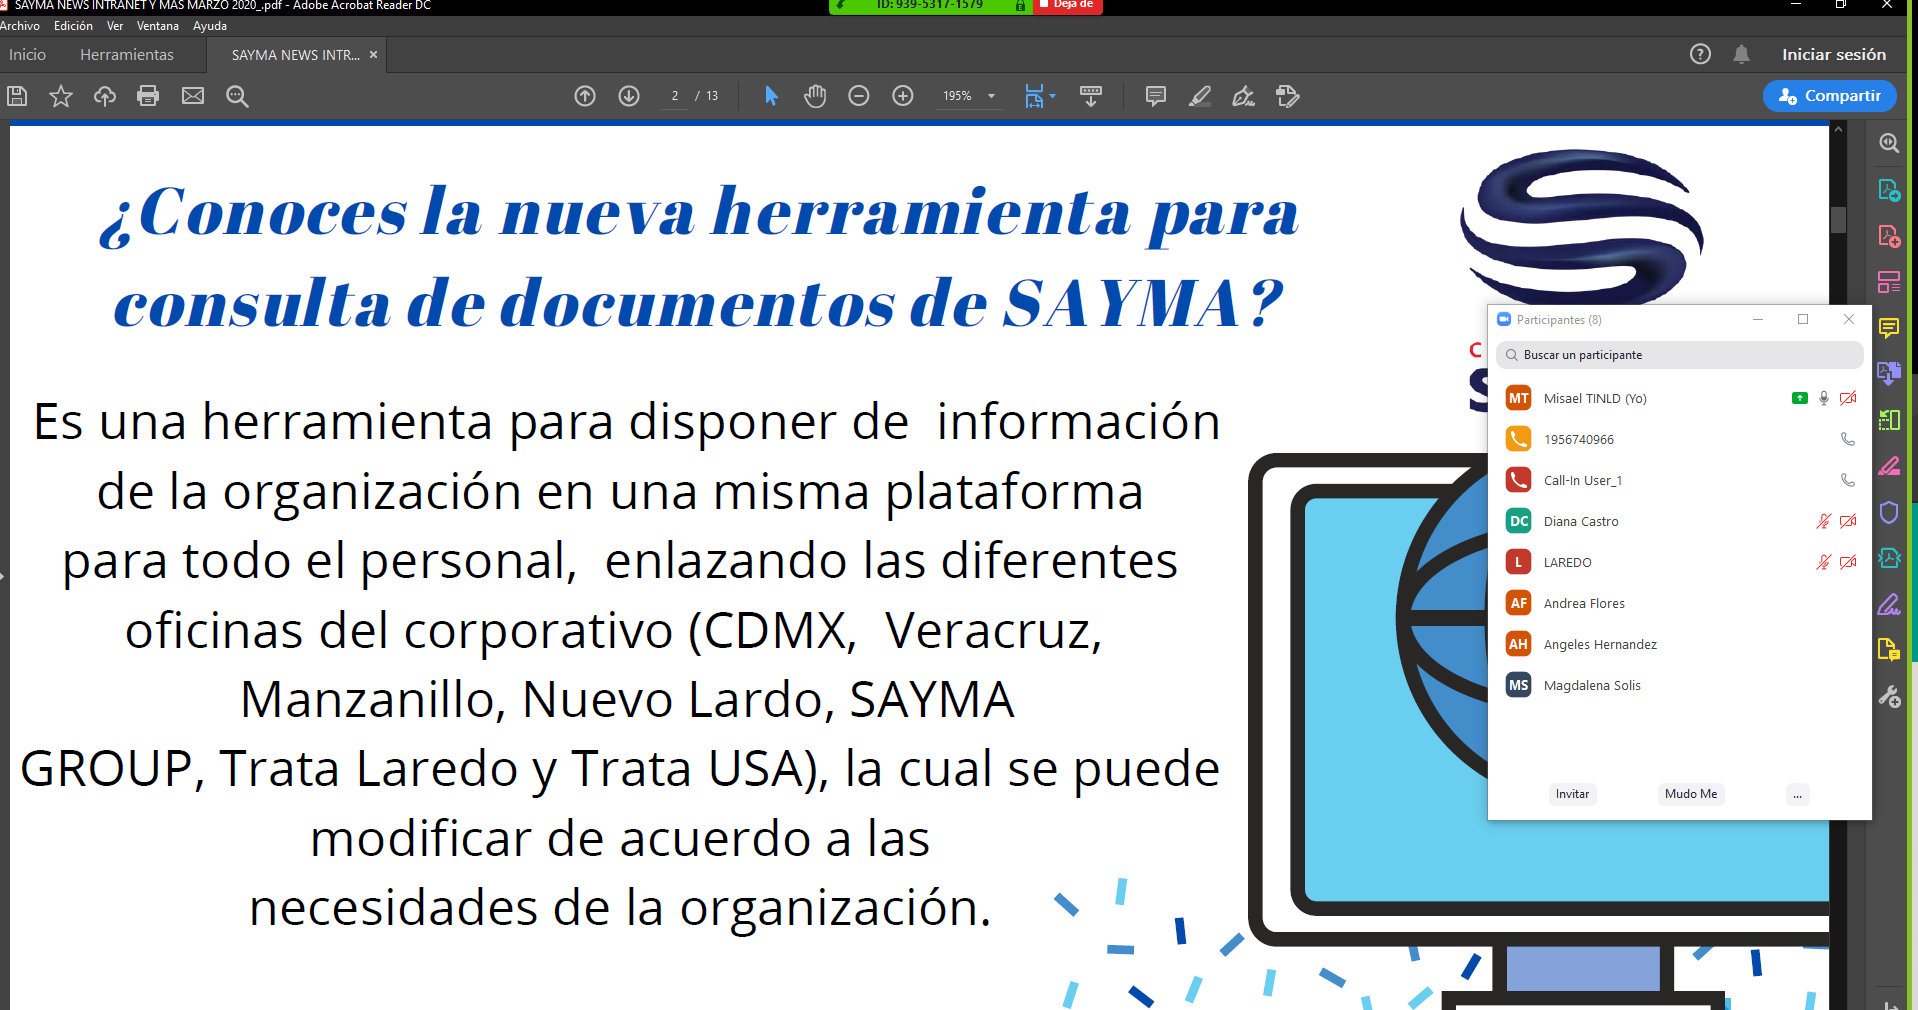 SAYMA NEWS INTRANET Y MAS MARZO 2020_.pdf - Adobe Acrobat Reader DC
ID: 939-5317-1579
Deja de
Archivo Edición Ver Ventana Ayuda
Inicio Herramientas SAYMA NEWS INTR... ×
Iniciar sesión
2 / 13
195%
Compartir
¿Conoces la nueva herramienta para
consulta de documentos de SAYMA?
Es una herramienta para disponer de información
de la organización en una misma plataforma
para todo el personal, enlazando las diferentes
oficinas del corporativo (CDMX, Veracruz,
Manzanillo, Nuevo Lardo, SAYMA
GROUP, Trata Laredo y Trata USA), la cual se puede
modificar de acuerdo a las
necesidades de la organización.
C
S
Participantes (8)
Buscar un participante
MT Misael TINLD (Yo)
1956740966
Call-In User_1
DC Diana Castro
L LAREDO
AF Andrea Flores
AH Angeles Hernandez
MS Magdalena Solis
Invitar Mudo Me ...